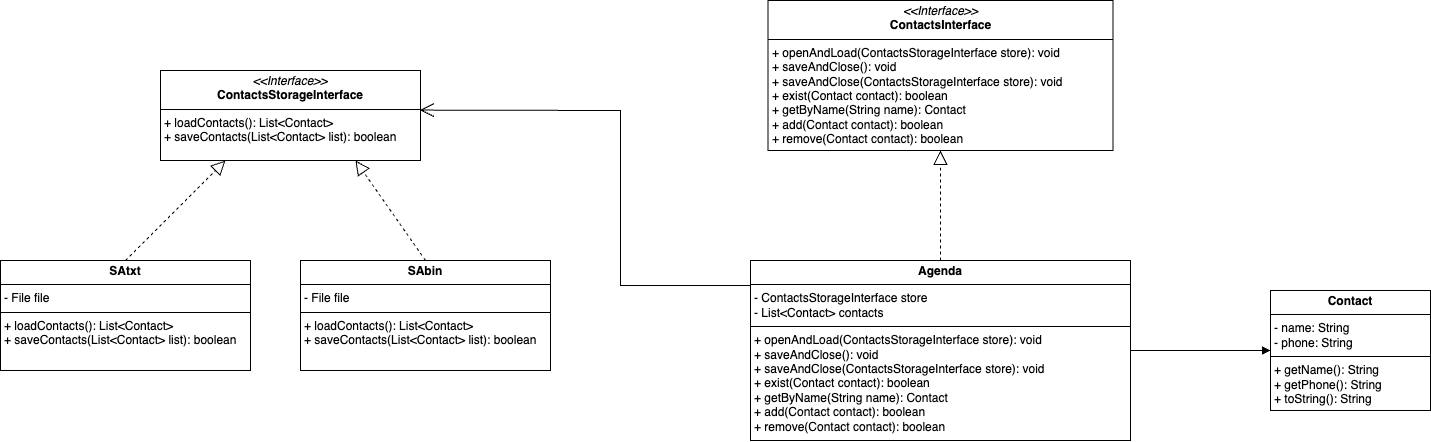 <<Interface>>
ContactsInterface
+ openAndLoad(ContactsStorageInterface store): void
+ saveAndClose(): void
+ saveAndClose(ContactsStorageInterface store): void
+ exist(Contact contact): boolean
+ getByName(String name): Contact
+ add(Contact contact): boolean
+ remove(Contact contact): boolean
<<Interface>>
ContactsStorageInterface
+ loadContacts(): List<Contact>
+ saveContacts(List<Contact> list): boolean
SAtxt
- File file
+ loadContacts(): List<Contact>
+ saveContacts(List<Contact> list): boolean
SAbin
- File file
+ loadContacts(): List<Contact>
+ saveContacts(List<Contact> list): boolean
Agenda
- ContactsStorageInterface store
- List<Contact> contacts
+ openAndLoad(ContactsStorageInterface store): void
+ saveAndClose(): void
+ saveAndClose(ContactsStorageInterface store): void
+ exist(Contact contact): boolean
+ getByName(String name): Contact
+ add(Contact contact): boolean
+ remove(Contact contact): boolean
Contact
- name: String
- phone: String
+ getName(): String
+ getPhone(): String
+ toString(): String